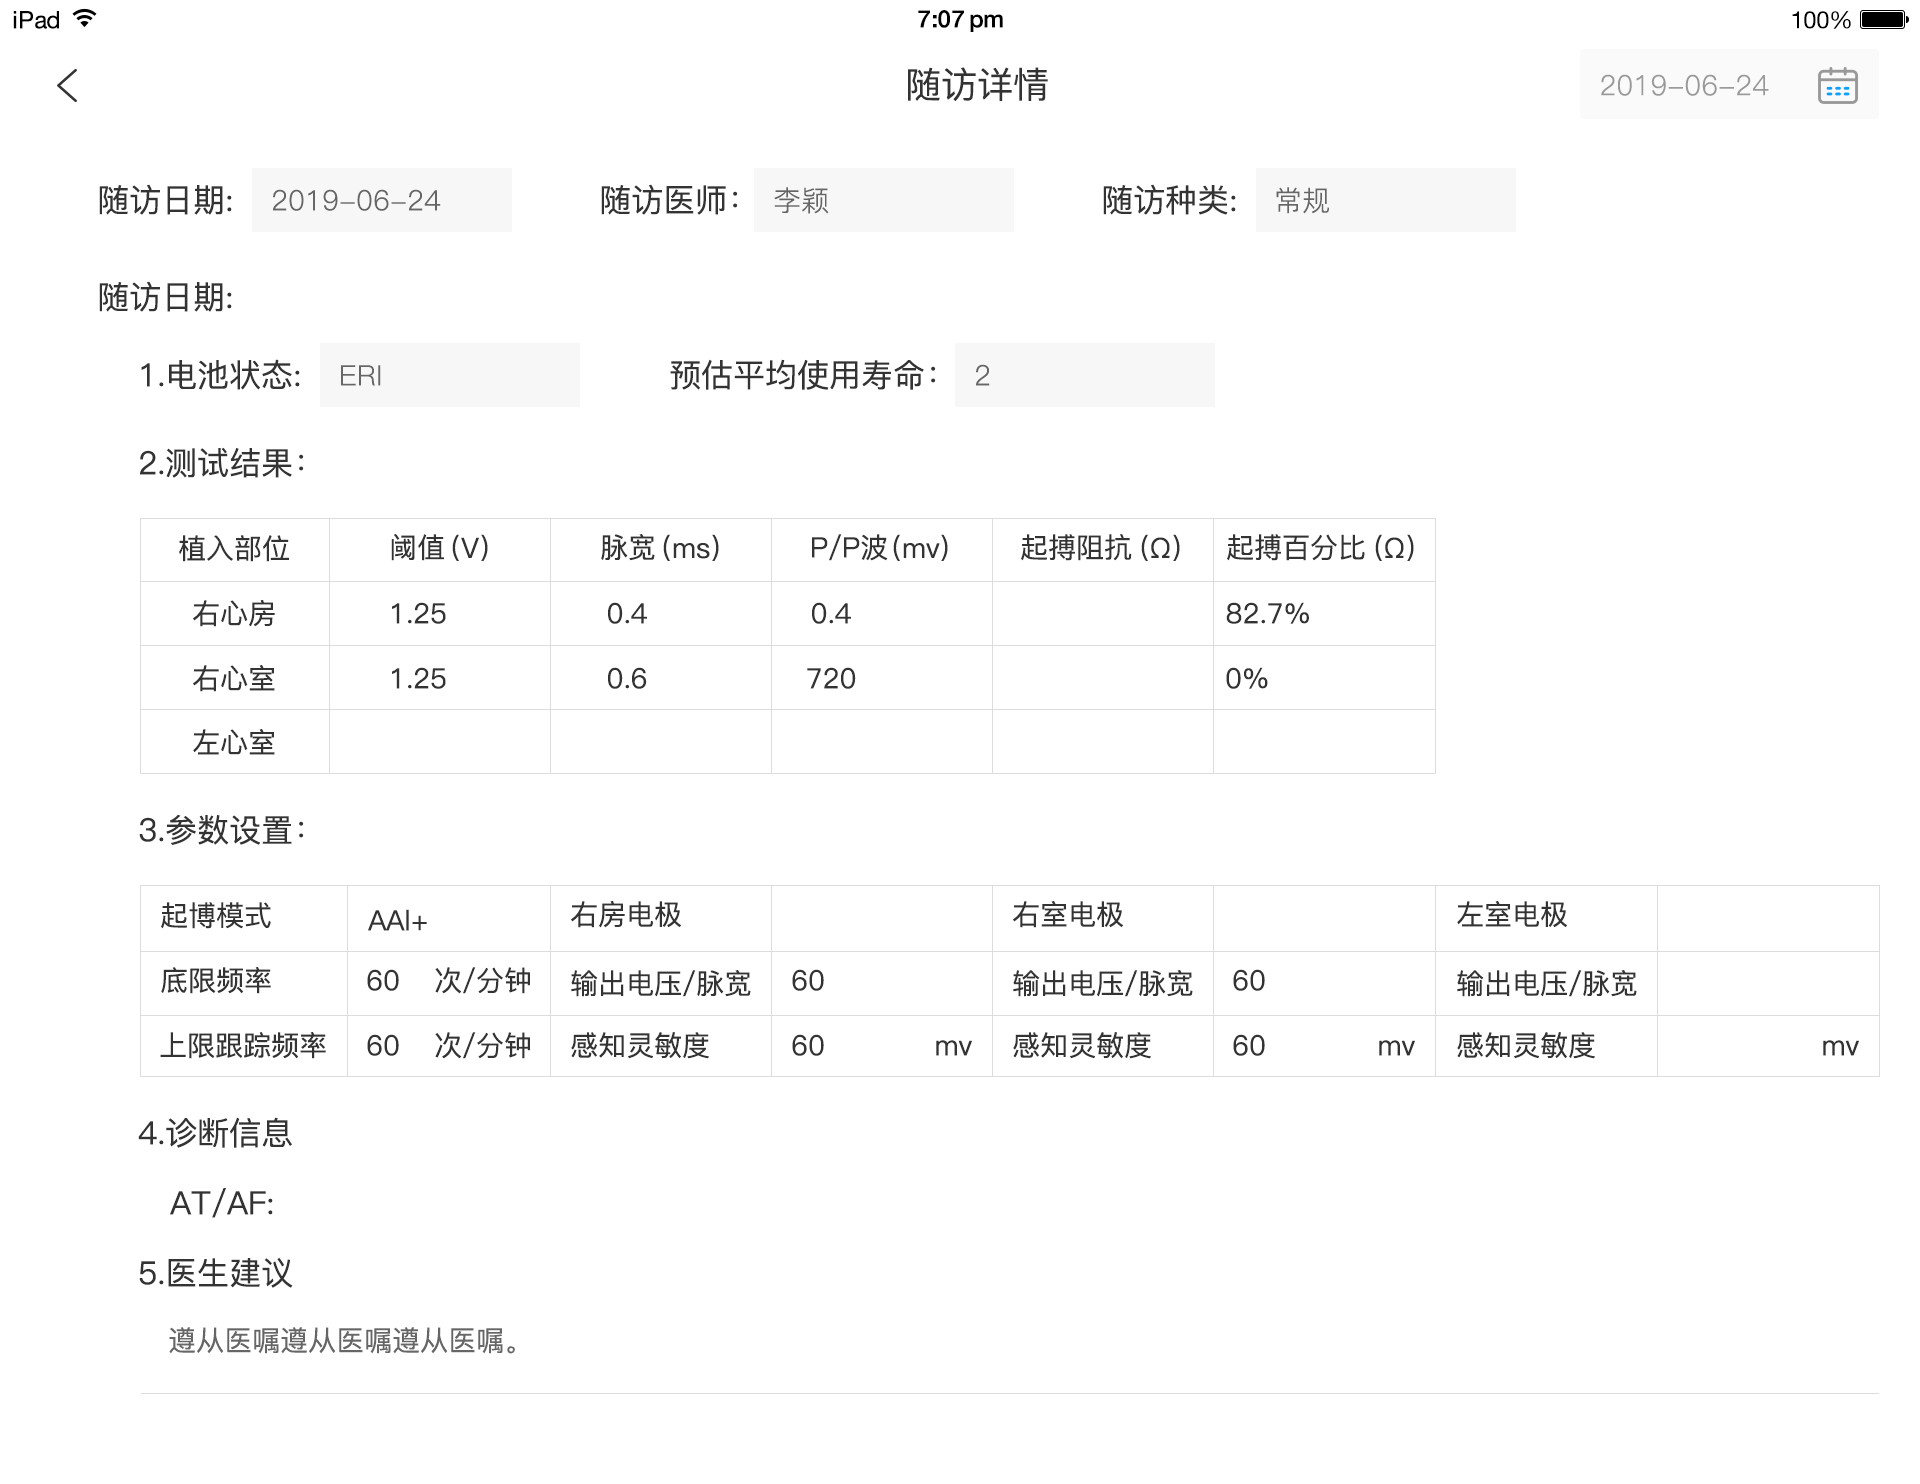 iPad 7:07 pm 100%
随访详情 2019-06-24
随访日期: 2019-06-24 随访医师： 李颖 随访种类: 常规
随访日期:
1.电池状态: ERI 预估平均使用寿命： 2
2.测试结果：
植入部位 阈值(V) 脉宽(ms) P/P波(mv) 起搏阻抗(Ω) 起搏百分比(Ω)
右心房 1.25 0.4 0.4 82.7%
右心室 1.25 0.6 720 0%
左心室
3.参数设置：
起博模式 AAI+ 右房电极 右室电极 左室电极
底限频率 60 次/分钟 输出电压/脉宽 60 输出电压/脉宽 60 输出电压/脉宽
上限跟踪频率 60 次/分钟 感知灵敏度 60 mv 感知灵敏度 60 mv 感知灵敏度 mv
4.诊断信息
AT/AF:
5.医生建议
遵从医嘱遵从医嘱遵从医嘱。